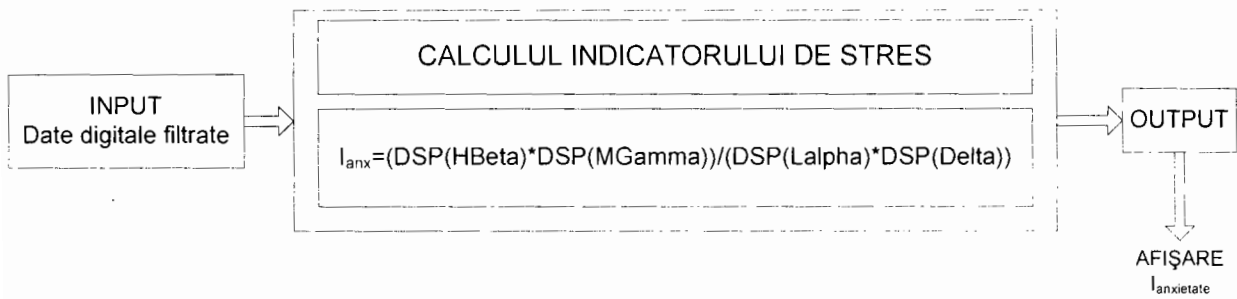 INPUT
Date digitale filtrate
CALCULUL INDICATORULUI DE STRES
Ianx=(DSP(HBeta)*DSP(MGamma))/(DSP(Lalpha)*DSP(Delta))
OUTPUT
AFIŞARE
Ianxietate